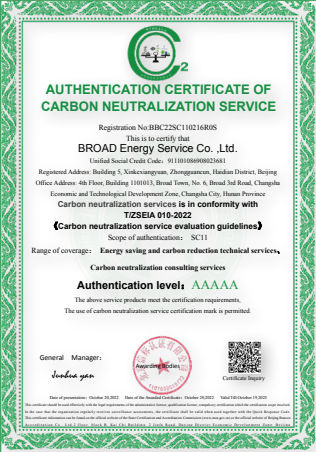 2
AUTHENTICATION CERTIFICATE OF
CARBON NEUTRALIZATION SERVICE
Registration No:BBC22SC110216R0S
This is to certify that
BROAD Energy Service Co .,Ltd.
Unified Social Credit Code: 911101086908023681
Registered Address: Building 5, Xinkexiangyuan, Zhongguancun, Haidian District, Beijing
Office Address: 4th Floor, Building 1101013, Broad Town, No. 6, Broad 3rd Road, Changsha
Economic and Technological Development Zone, Changsha City, Hunan Province
Carbon neutralization services is in conformity with
T/ZSEIA 010-2022
《Carbon neutralization service evaluation guidelines》
Scope of authentication: SC11
Range of coverage: Energy saving and carbon reduction technical services、
Carbon neutralization consulting services
Authentication level: AAAAA
The above service products meet the certification requirements,
The use of carbon neutralization service certification mark is permitted.
General Manager:
Junhua yan
Awarding Bodies
Certificate Inquiry
Date of presentation: October 20,2022 Date of Awarded: October 20,2022 Valid Till:October 19,2025